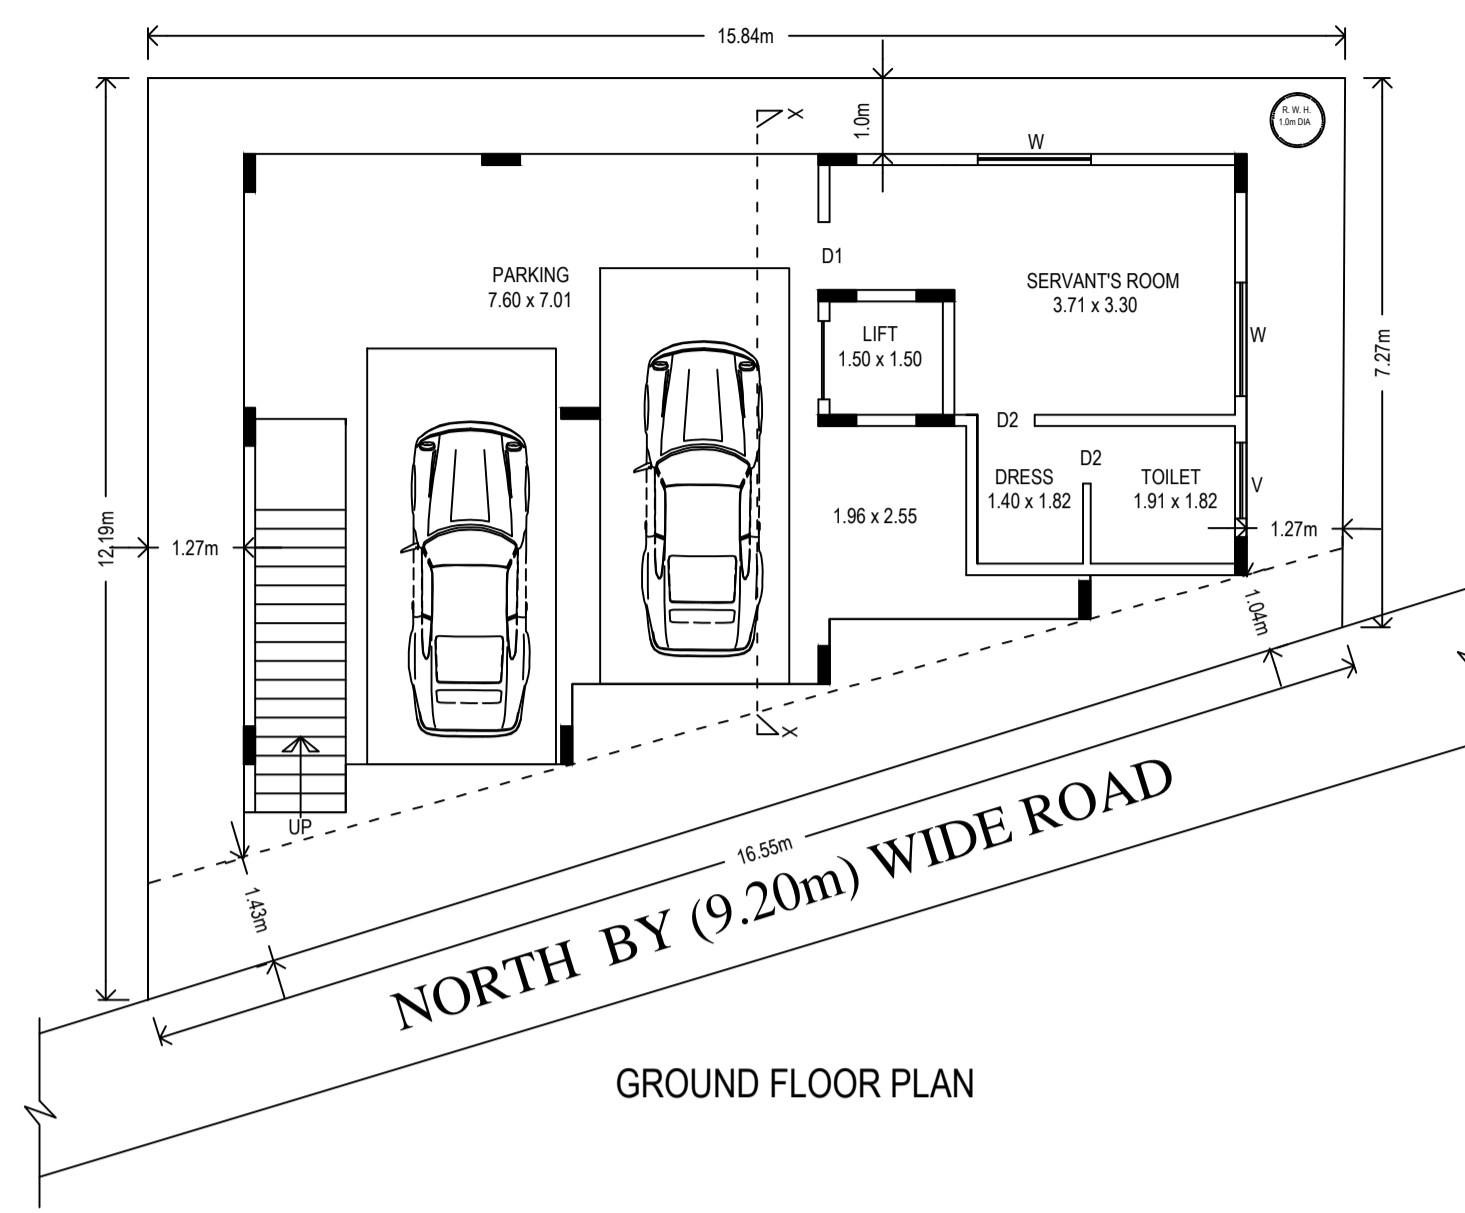 15.84m
1.0m
X
R. W. H.
1.0m DIA
W
D1
PARKING
7.60 x 7.01
SERVANT'S ROOM
3.71 x 3.30
LIFT
1.50 x 1.50
W
7.27m
D2
D2
DRESS
1.40 x 1.82
TOILET
1.91 x 1.82
V
1.96 x 2.55
12.19m
1.27m
1.27m
1.04m
X
UP
1.43m
16.55m
NORTH BY (9.20m) WIDE ROAD
GROUND FLOOR PLAN